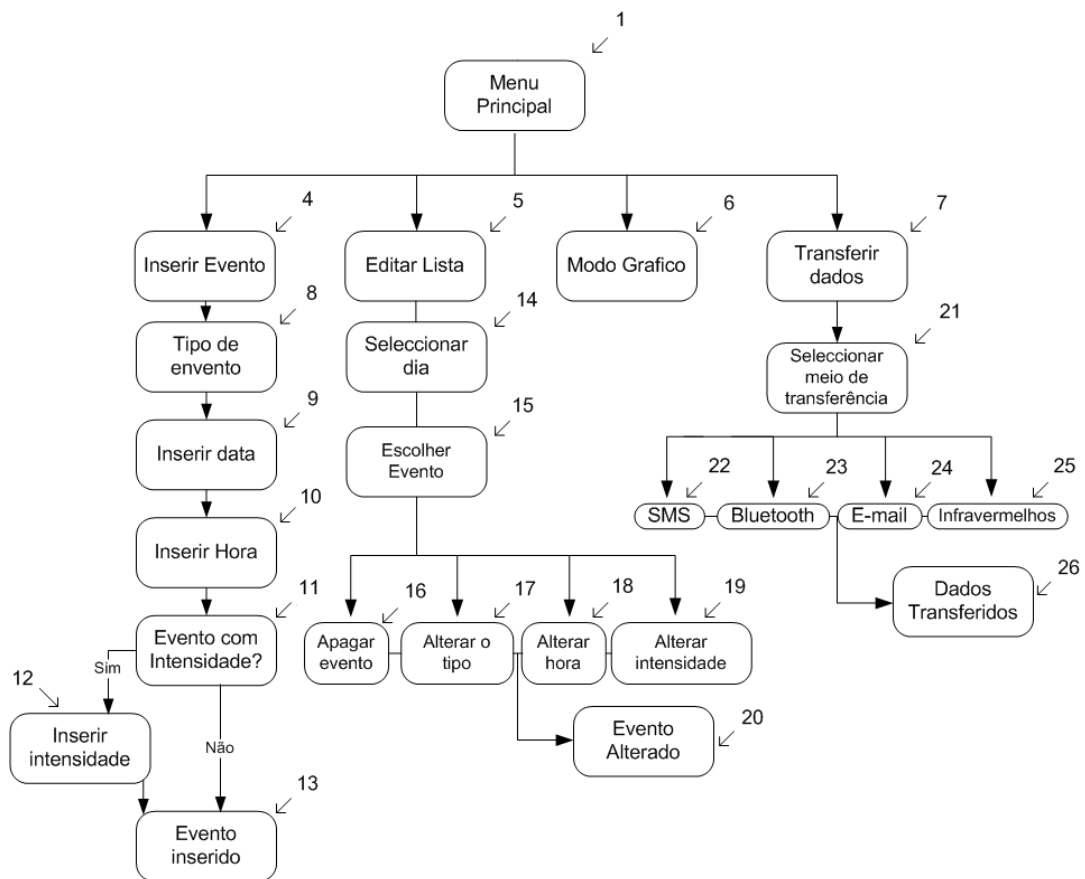 1
Menu
Principal
4
5
6
7
Inserir Evento
Editar Lista
Modo Grafico
Transferir
dados
8
14
21
Tipo de
envento
Seleccionar
dia
Seleccionar
meio de
transferência
9
15
Inserir data
Escolher
Evento
22
23
24
25
SMS
Bluetooth
E-mail
Infravermelhos
10
Inserir Hora
26
Dados
Transferidos
11
16
17
18
19
Evento com
Intensidade?
Apagar
evento
Alterar o
tipo
Alterar
hora
Alterar
intensidade
Sim
12
Inserir
intensidade
Não
20
Evento
Alterado
13
Evento
inserido